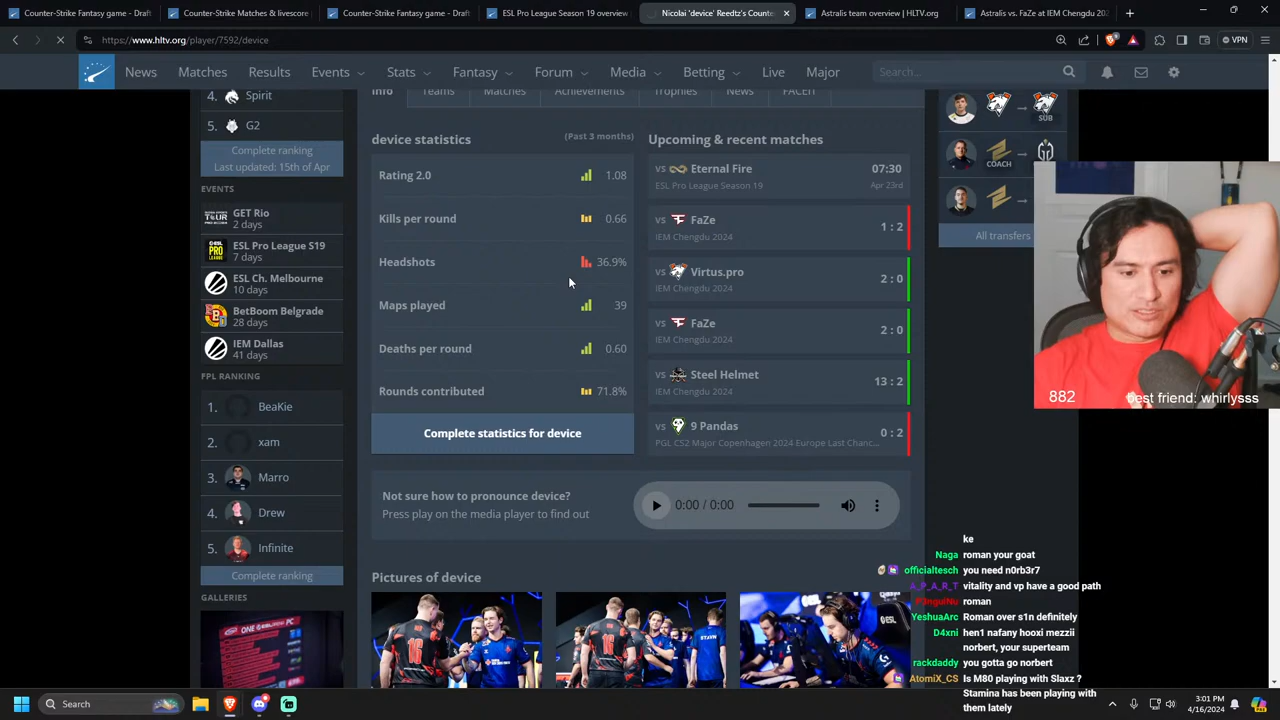 Counter-Strike Fantasy game - Draft
Counter-Strike Matches & livescore
Counter-Strike Fantasy game - Draft
ESL Pro League Season 19 overview
Nicolai 'device' Reedtz's Counte
Astralis team overview | HLTV.org
Astralis vs. FaZe at IEM Chengdu 202
https://www.hltv.org/player/7592/device
VPN
News
Matches
Results
Events
Stats
Fantasy
Forum
Media
Betting
Live
Major
Search...
4. Spirit
5. G2
Complete ranking
Last updated: 15th of Apr
EVENTS
GET Rio
2 days
ESL Pro League S19
7 days
ESL Ch. Melbourne
10 days
BetBoom Belgrade
28 days
IEM Dallas
41 days
FPL RANKING
1. BeaKie
2. xam
3. Marro
4. Drew
5. Infinite
Complete ranking
GALLERIES
Info
Teams
Matches
Achievements
Trophies
News
FACEIT
device statistics
(Past 3 months)
Rating 2.0 1.08
Kills per round 0.66
Headshots 36.9%
Maps played 39
Deaths per round 0.60
Rounds contributed 71.8%
Complete statistics for device
Upcoming & recent matches
vs Eternal Fire 07:30
ESL Pro League Season 19 Apr 23rd
vs FaZe 1 : 2
IEM Chengdu 2024
vs Virtus.pro 2 : 0
IEM Chengdu 2024
vs FaZe 2 : 0
IEM Chengdu 2024
vs Steel Helmet 13 : 2
IEM Chengdu 2024
vs 9 Pandas 0 : 2
PGL CS2 Major Copenhagen 2024 Europe Last Chanc...
Not sure how to pronounce device?
Press play on the media player to find out
0:00 / 0:00
Pictures of device
SUB
COACH
All transfers
882
best friend: whirlysss
ke
Naga roman your goat
officialtesch you need n0rb3r7
A_P_A_R_T vitality and vp have a good path
roman
YeshuaArc Roman over s1n definitely
D4xni hen1 nafany hooxi mezzii
norbert, your superteam
rackdaddy you gotta go norbert
AtomiX_CS Is M80 playing with Slaxz ?
Stamina has been playing with
them lately
Search
3:01 PM
4/16/2024